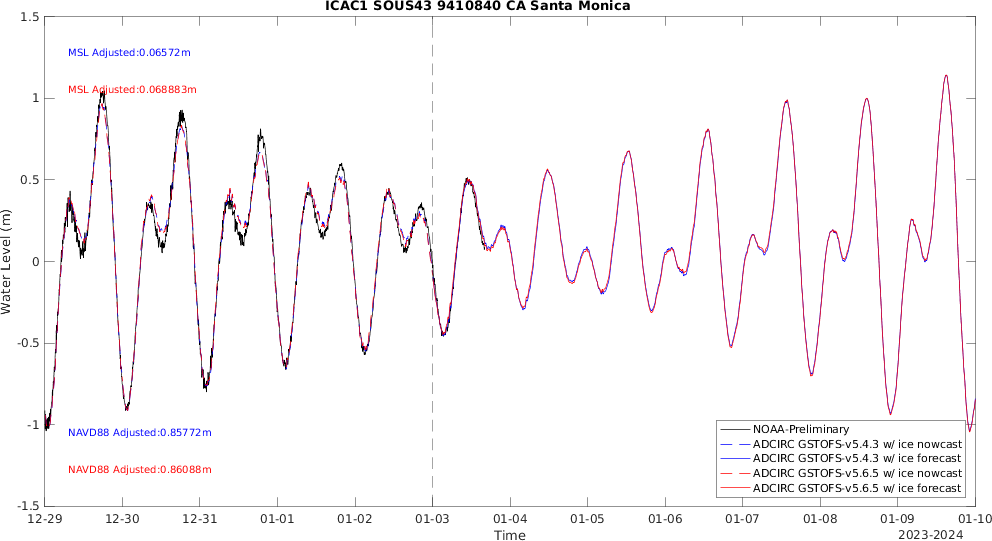 ICAC1 SOUS43 9410840 CA Santa Monica
1.5
MSL Adjusted:0.06572m
MSL Adjusted:0.068883m
1
0.5
0
-0.5
-1
-1.5
Water Level (m)
NAVD88 Adjusted:0.85772m
NAVD88 Adjusted:0.86088m
NOAA-Preliminary
ADCIRC GSTOFS-v5.4.3 w/ ice nowcast
ADCIRC GSTOFS-v5.4.3 w/ ice forecast
ADCIRC GSTOFS-v5.6.5 w/ ice nowcast
ADCIRC GSTOFS-v5.6.5 w/ ice forecast
12-29 12-30 12-31 01-01 01-02 01-03 01-04 01-05 01-06 01-07 01-08 01-09 01-10
Time
2023-2024